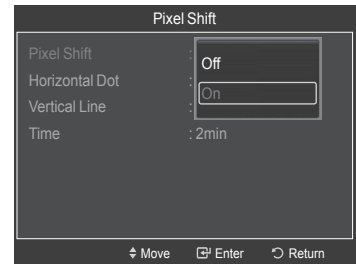 Pixel Shift
Pixel Shift : Off
On
Horizontal Dot :
Vertical Line :
Time : 2min
Move Enter Return